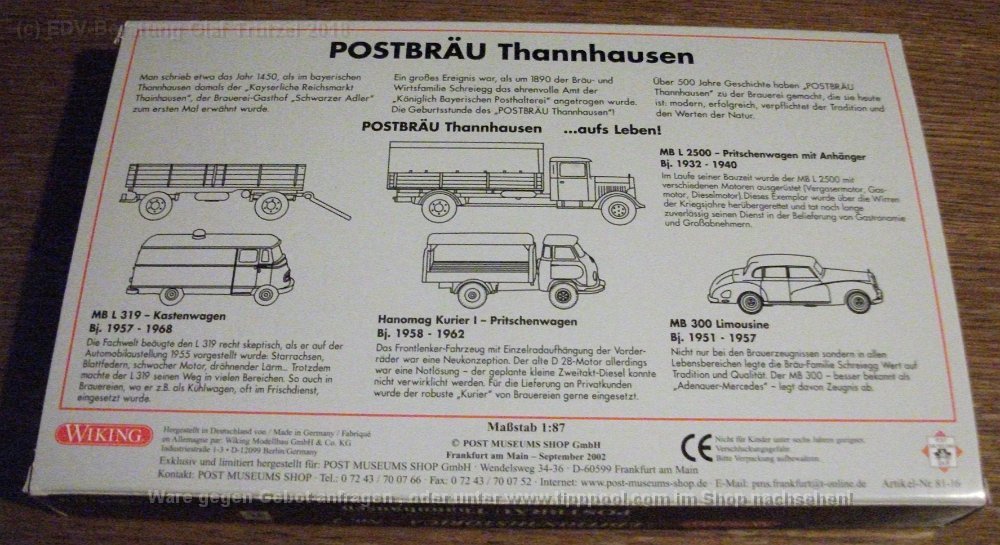 (c) EDV-Beratung Olaf Trutzel 2010
POSTBRÄU Thannhausen
Man schrieb etwa das Jahr 1450, als im bayerischen
Thannhausen damals der „Kayserliche Reichsmarkt
Thainhausen", der Brauerei-Gasthof „Schwarzer Adler"
zum ersten Mal erwähnt wurde.
Ein großes Ereignis war, als um 1890 der Bräu- und
Wirtsfamilie Schreiegg das ehrenvolle Amt der
„Königlich Bayerischen Posthalterei" angetragen wurde.
Die Geburtsstunde des „POSTBRÄU Thannhausen"!
Über 500 Jahre Geschichte haben „POSTBRÄU
Thannhausen" zu der Brauerei gemacht, die sie heute
ist: modern, erfolgreich, verpflichtet der Tradition und
den Werten der Natur.
POSTBRÄU Thannhausen ...aufs Leben!
MB L 2500 – Pritschenwagen mit Anhänger
Bj. 1932 - 1940
Im Laufe seiner Bauzeit wurde der MB L 2500 mit
verschiedenen Motoren ausgerüstet (Vergasermotor, Gas-
motor, Dieselmotor). Dieses Exemplar wurde über die Wirren
der Kriegsjahre herübergerettet und tat noch lange
zuverlässig seinen Dienst in der Belieferung von Gastronomie
und Großabnehmern.
MB L 319 – Kastenwagen
Bj. 1957 - 1968
Die Fachwelt beäugte den L 319 recht skeptisch, als er auf der
Automobilaustellung 1955 vorgestellt wurde: Starrachsen,
Blattfedern, schwacher Motor, dröhnender Lärm... Trotzdem
machte der L 319 seinen Weg in vielen Bereichen. So auch in
Brauereien, wo er z.B. als Kühlwagen, oft im Frischdienst,
eingesetzt wurde.
Hanomag Kurier I – Pritschenwagen
Bj. 1958 - 1962
Das Frontlenker-Fahrzeug mit Einzelradaufhängung der Vorder-
räder war eine Neukonzeption. Der alte D 28-Motor allerdings
war eine Notlösung – der geplante kleine Zweitakt-Diesel konnte
nicht verwirklicht werden. Für die Lieferung an Privatkunden
wurde der robuste „Kurier" von Brauereien gerne eingesetzt.
MB 300 Limousine
Bj. 1951 - 1957
Nicht nur bei den Brauerzeugnissen sondern in allen
Lebensbereichen legte die Bräu-Familie Schreiegg Wert auf
Tradition und Qualität. Der MB 300 – besser bekannt als
„Adenauer-Mercedes" – legt davon Zeugnis ab.
WIKING
Hergestellt in Deutschland von / Made in Germany / Fabriqué
en Allemagne par: Wiking Modellbau GmbH & Co. KG
Industriestraße 1-3 • D-12099 Berlin/Germany
Maßstab 1:87
© POST MUSEUMS SHOP GmbH
Frankfurt am Main – September 2002
CE
Nicht für Kinder unter sechs Jahren geeignet.
Verschluckungsgefahr.
Bitte Verpackung aufbewahren.
Exklusiv und limitiert hergestellt für: POST MUSEUMS SHOP GmbH · Wendelsweg 34-36 · D-60599 Frankfurt am Main
Kontakt: POST MUSEUMS SHOP · Tel.: 0 72 43 / 70 07 66 · Fax: 0 72 43 / 70 07 52 · Internet: www.post-museums-shop.de · E-Mail: pms.frankfurt@t-online.de Artikel-Nr. 81-16
Ware gegen Gebot anfragen - oder unter www.tipppool.com im Shop nachsehen!